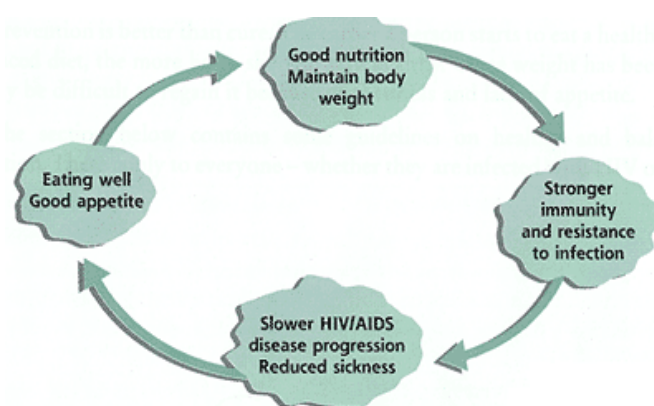 Good nutrition
Maintain body
weight
Eating well
Good appetite
Stronger
immunity
and resistance
to infection
Slower HIV/AIDS
disease progression
Reduced sickness